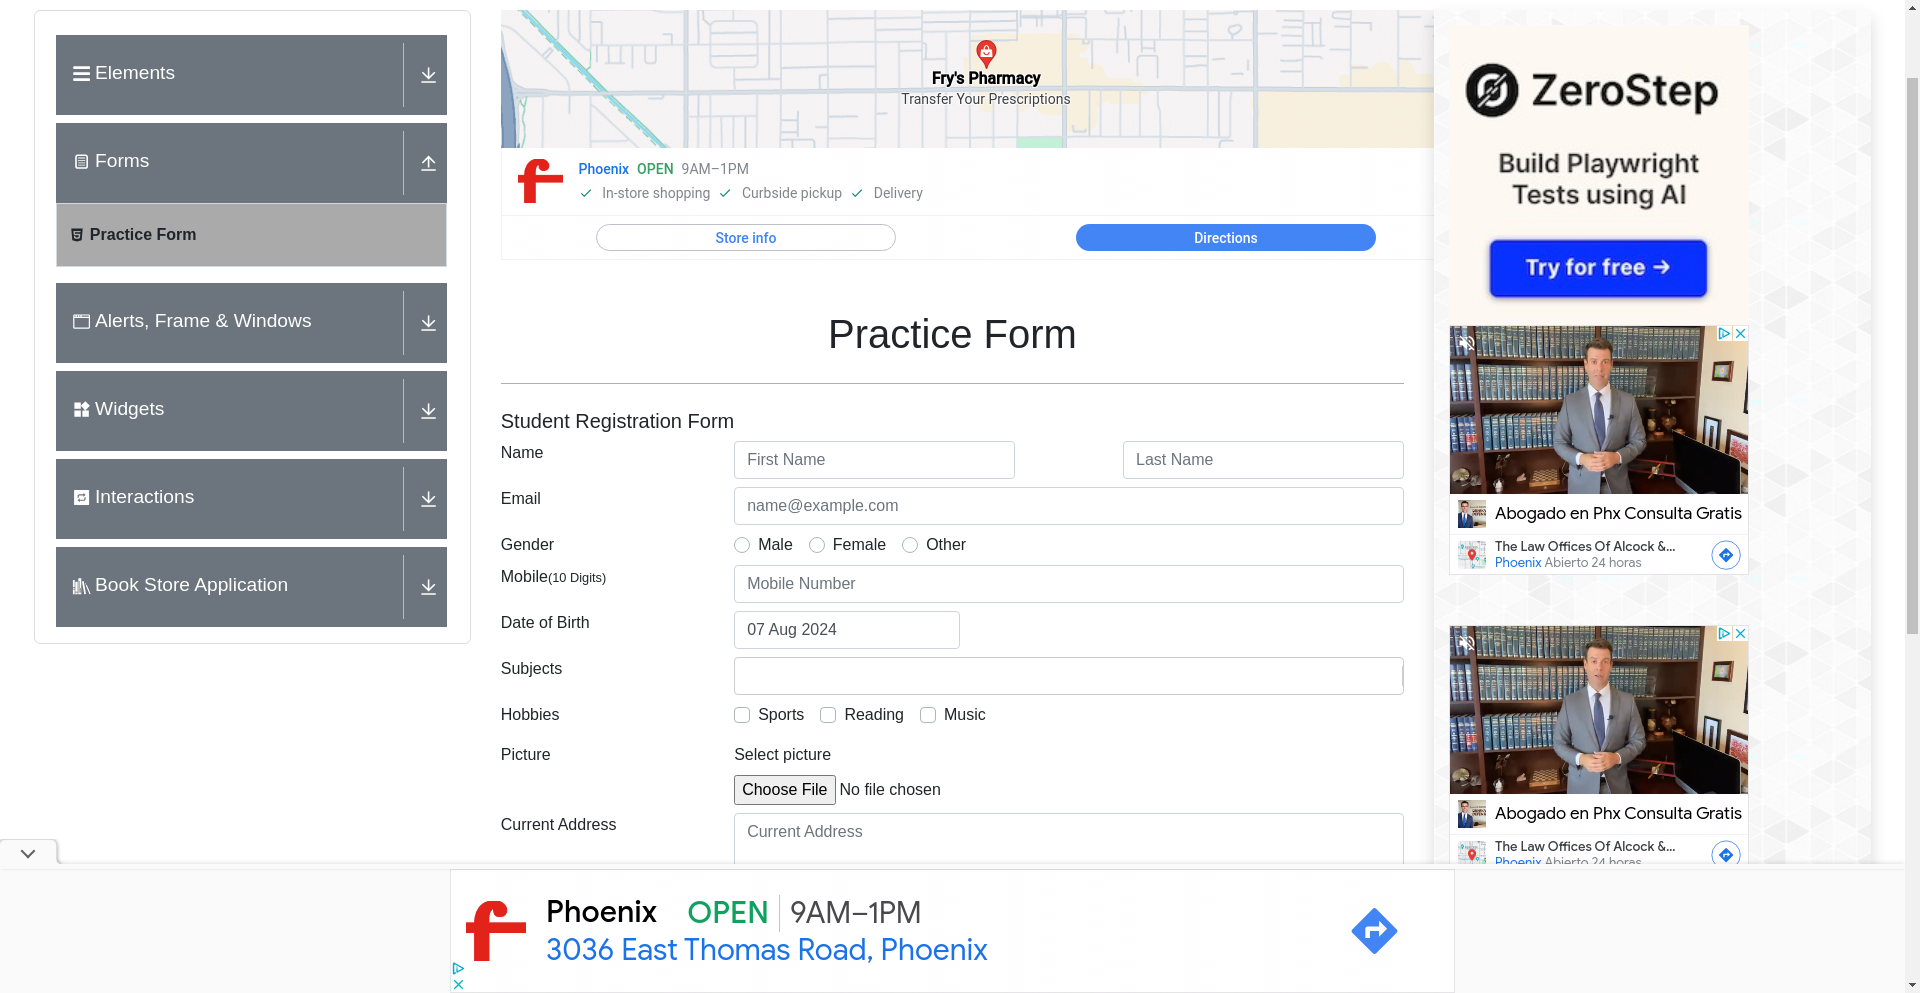 Elements
Forms
Practice Form
Alerts, Frame & Windows
Widgets
Interactions
Book Store Application
Fry's Pharmacy
Transfer Your Prescriptions
Phoenix OPEN 9AM–1PM
In-store shopping Curbside pickup Delivery
Store info Directions
Practice Form
Student Registration Form
Name First Name Last Name
Email name@example.com
Gender Male Female Other
Mobile(10 Digits) Mobile Number
Date of Birth 07 Aug 2024
Subjects
Hobbies Sports Reading Music
Picture Select picture
Choose File No file chosen
Current Address Current Address
ZeroStep
Build Playwright
Tests using AI
Try for free →
Abogado en Phx Consulta Gratis
The Law Offices Of Alcock &...
Phoenix Abierto 24 horas
Abogado en Phx Consulta Gratis
The Law Offices Of Alcock &...
Phoenix Abierto 24 horas
Phoenix OPEN 9AM–1PM
3036 East Thomas Road, Phoenix